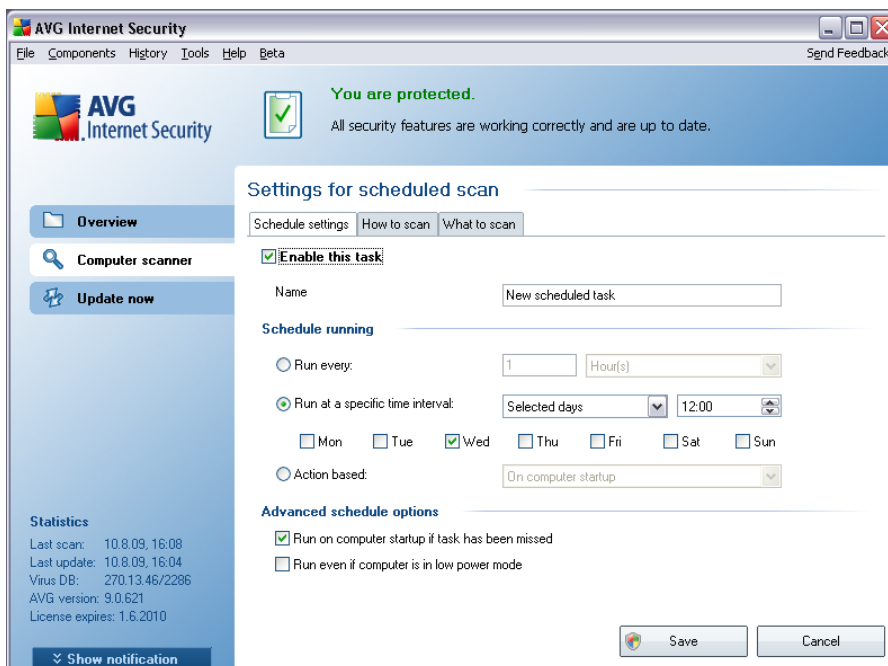 AVG Internet Security
File Components History Tools Help Beta Send Feedback
AVG
Internet Security
You are protected.
All security features are working correctly and are up to date.
Overview
Computer scanner
Update now
Settings for scheduled scan
Schedule settings How to scan What to scan
Enable this task
Name New scheduled task
Schedule running
Run every: 1 Hour(s)
Run at a specific time interval: Selected days 12:00
Mon Tue Wed Thu Fri Sat Sun
Action based: On computer startup
Advanced schedule options
Run on computer startup if task has been missed
Run even if computer is in low power mode
Statistics
Last scan: 10.8.09, 16:08
Last update: 10.8.09, 16:04
Virus DB: 270.13.46/2286
AVG version: 9.0.621
License expires: 1.6.2010
Show notification
Save Cancel